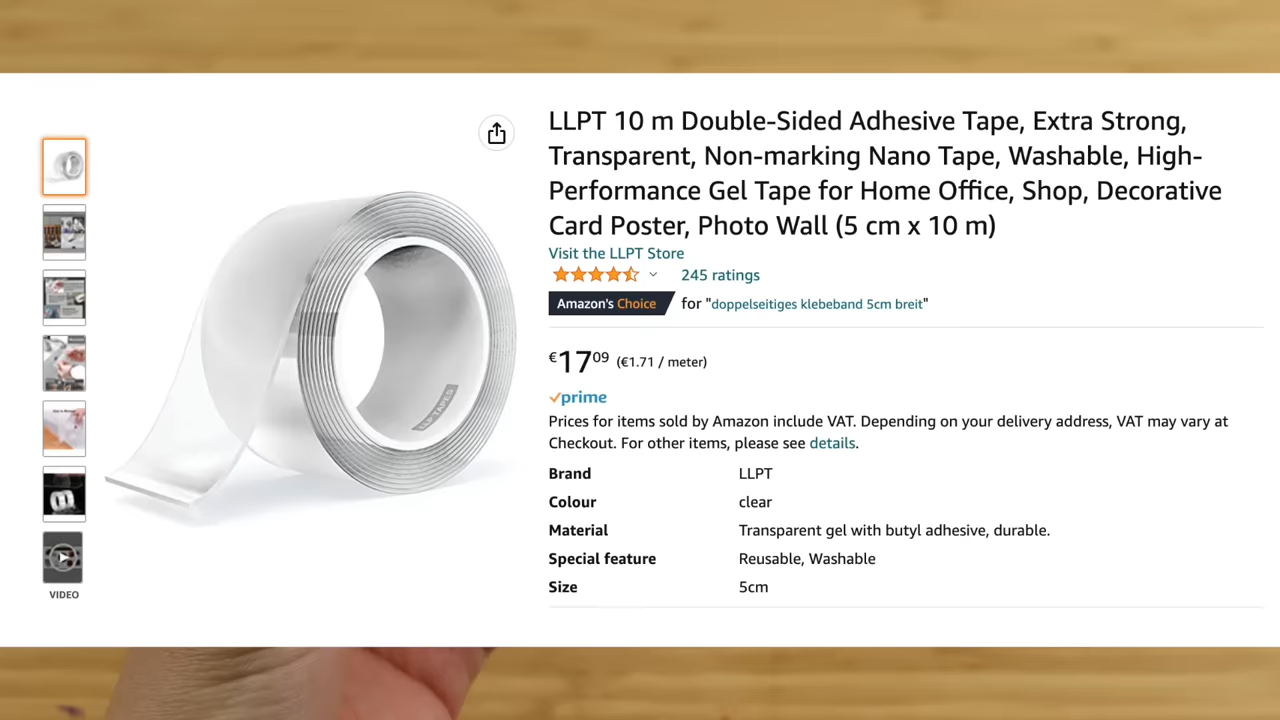 LLPT 10 m Double-Sided Adhesive Tape, Extra Strong,
Transparent, Non-marking Nano Tape, Washable, High-
Performance Gel Tape for Home Office, Shop, Decorative
Card Poster, Photo Wall (5 cm x 10 m)
Visit the LLPT Store
245 ratings
Amazon's Choice for "doppelseitiges klebeband 5cm breit"
€1709 (€1.71 / meter)
prime
Prices for items sold by Amazon include VAT. Depending on your delivery address, VAT may vary at
Checkout. For other items, please see details.
Brand LLPT
Colour clear
Material Transparent gel with butyl adhesive, durable.
Special feature Reusable, Washable
Size 5cm
LLP TAPES
VIDEO